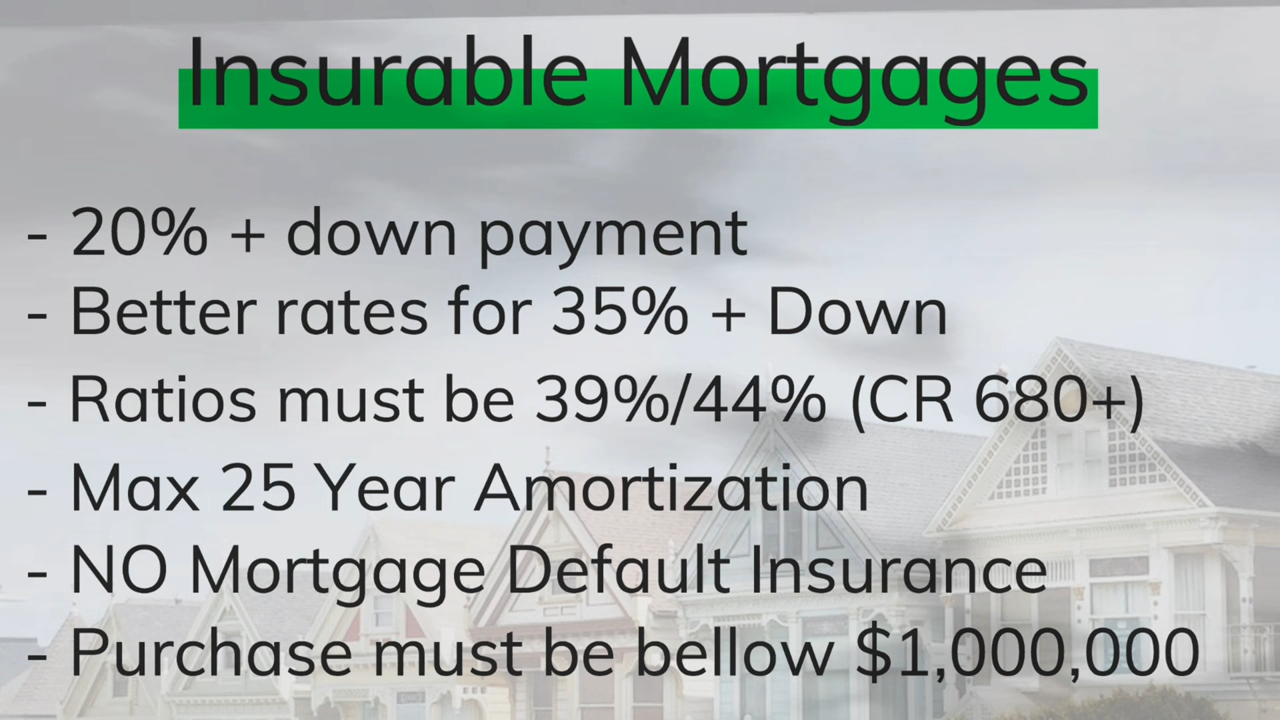 Insurable Mortgages
- 20% + down payment
- Better rates for 35% + Down
- Ratios must be 39%/44% (CR 680+)
- Max 25 Year Amortization
- NO Mortgage Default Insurance
- Purchase must be bellow $1,000,000